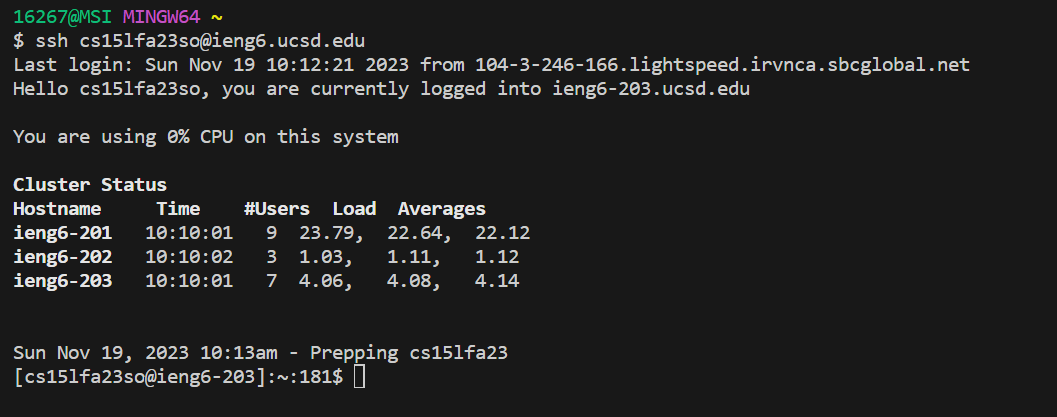 16267@MSI MINGW64 ~
$ ssh cs15lfa23so@ieng6.ucsd.edu
Last login: Sun Nov 19 10:12:21 2023 from 104-3-246-166.lightspeed.irvnca.sbcglobal.net
Hello cs15lfa23so, you are currently logged into ieng6-203.ucsd.edu
You are using 0% CPU on this system
Cluster Status
Hostname     Time    #Users  Load  Averages
ieng6-201   10:10:01   9  23.79,  22.64,  22.12
ieng6-202   10:10:02   3  1.03,   1.11,   1.12
ieng6-203   10:10:01   7  4.06,   4.08,   4.14
Sun Nov 19, 2023 10:13am - Prepping cs15lfa23
[cs15lfa23so@ieng6-203]:~:181$